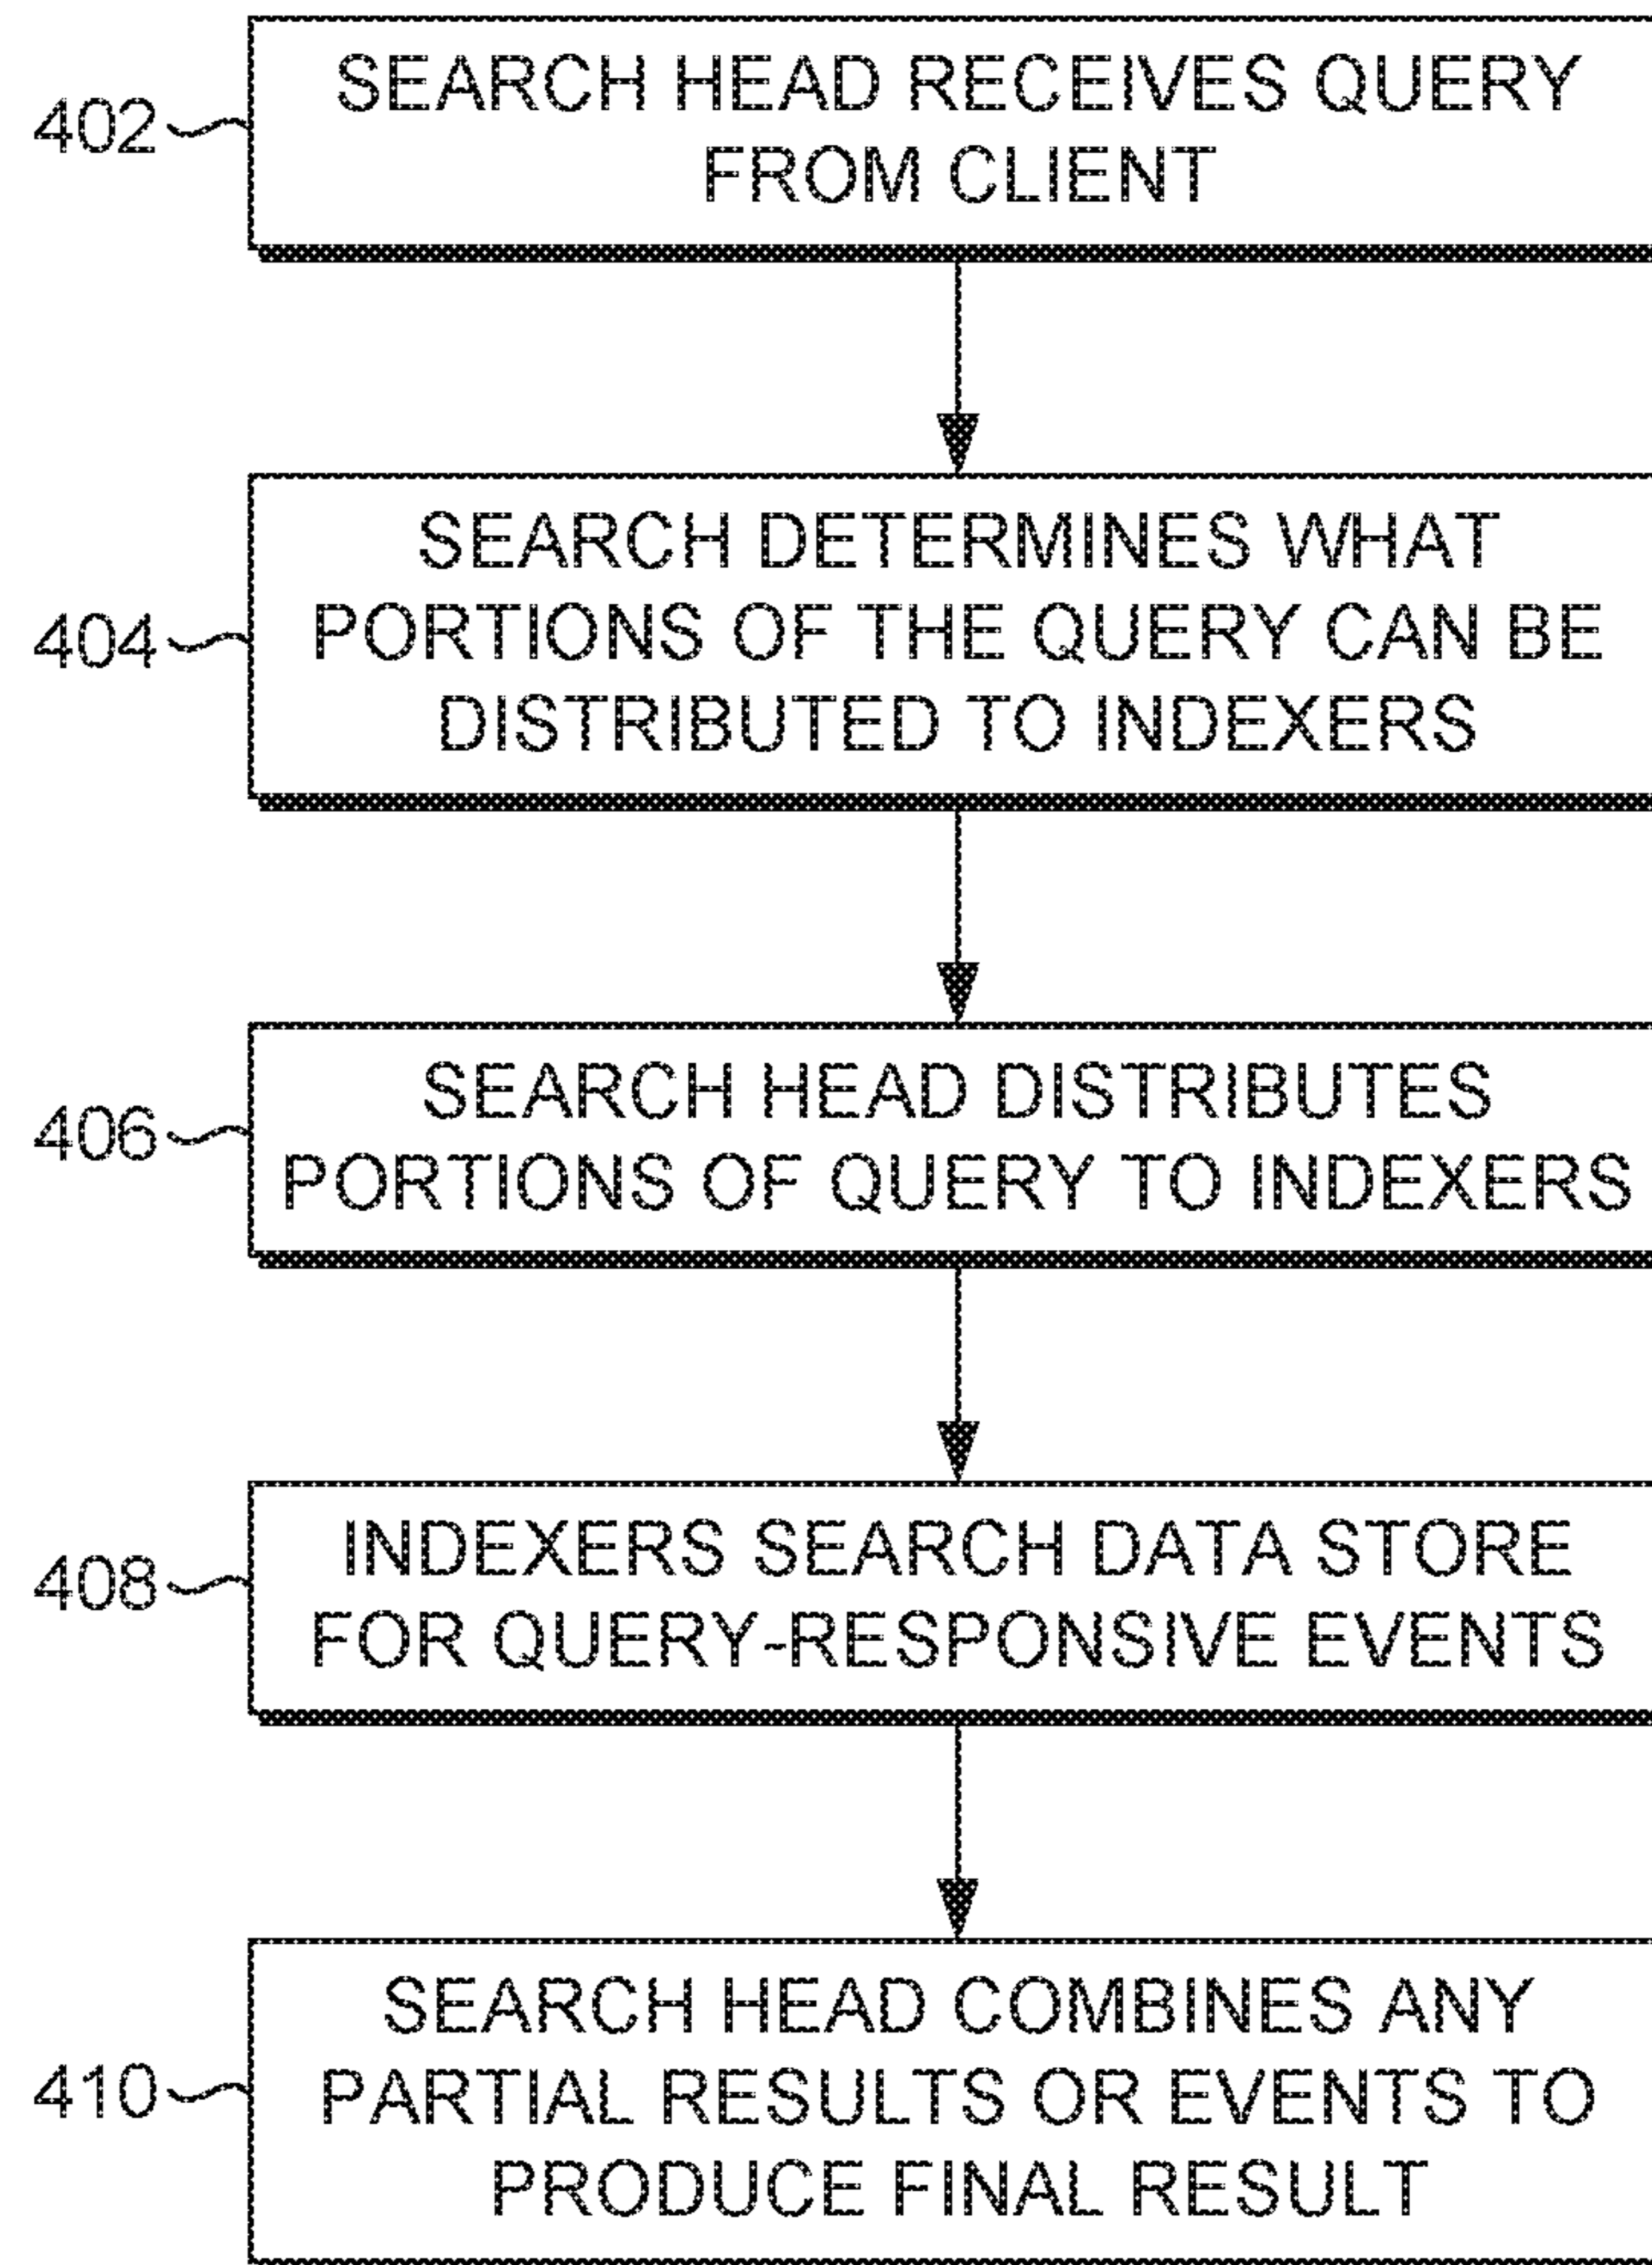 402
SEARCH HEAD RECEIVES QUERY
FROM CLIENT
404
SEARCH DETERMINES WHAT
PORTIONS OF THE QUERY CAN BE
DISTRIBUTED TO INDEXERS
406
SEARCH HEAD DISTRIBUTES
PORTIONS OF QUERY TO INDEXERS
408
INDEXERS SEARCH DATA STORE
FOR QUERY-RESPONSIVE EVENTS
410
SEARCH HEAD COMBINES ANY
PARTIAL RESULTS OR EVENTS TO
PRODUCE FINAL RESULT